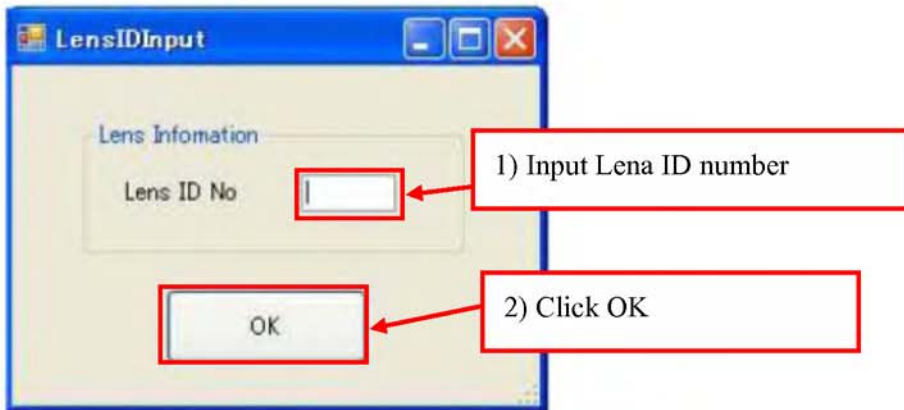 LensIDInput
Lens Infomation
Lens ID No
1) Input Lena ID number
OK
2) Click OK